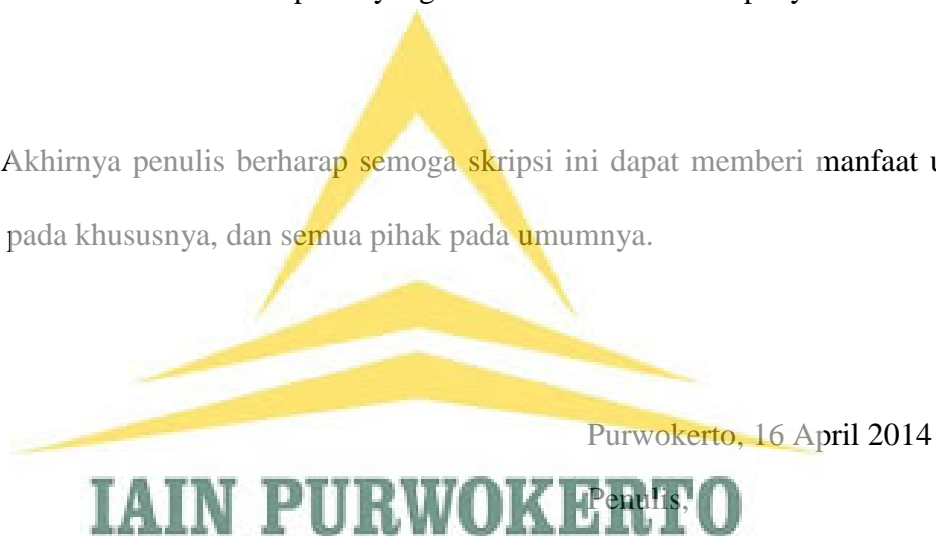 Akhirnya penulis berharap semoga skripsi ini dapat memberi manfaat
pada khususnya, dan semua pihak pada umumnya.
Purwokerto, 16 April 2014
Penulis,
IAIN PURWOKERTO